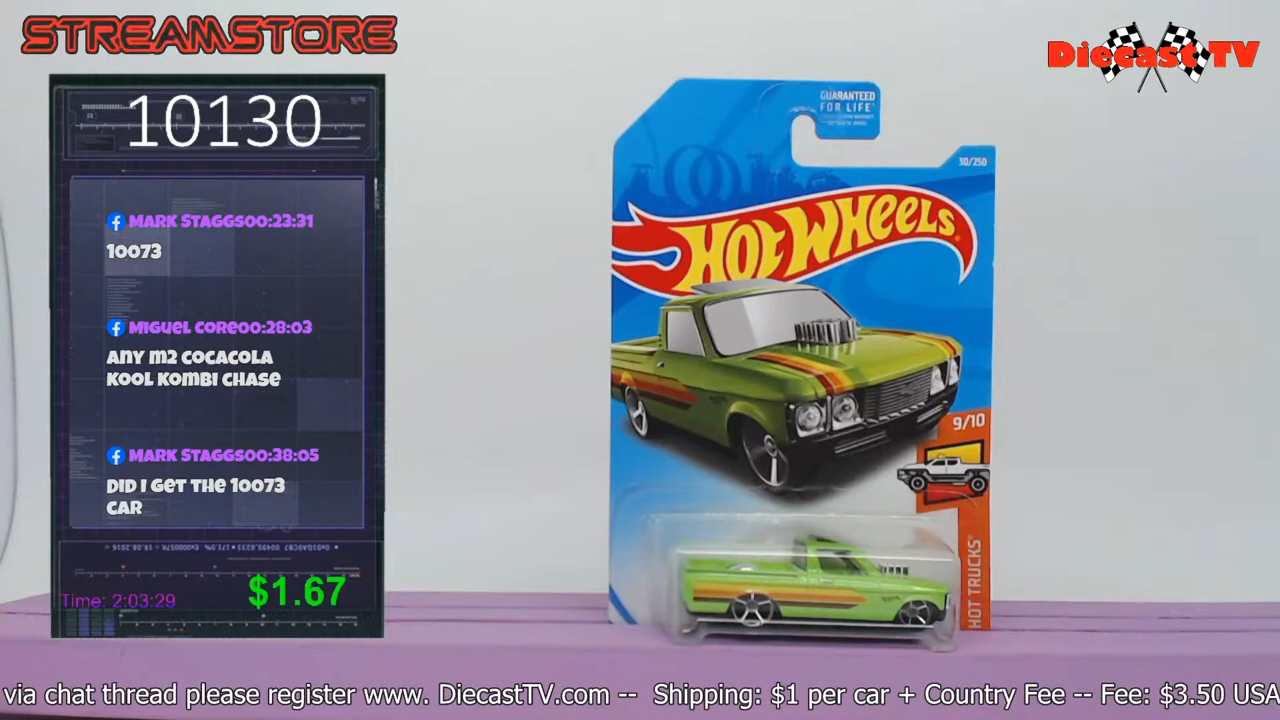 STREAMSTORE
Diecast TV
10130
MARK STAGGS00:23:31
10073
MIGUEL CORE00:28:03
ANY M2 COCACOLA
KOOL KOMBI CHASE
MARK STAGGS00:38:05
DID I GET THE 10073
CAR
Time: 2:03:29
$1.67
GUARANTEED
FOR LIFE
30/250
HOT WHEELS
9/10
HOT TRUCKS
via chat thread please register www. DiecastTV.com -- Shipping: $1 per car + Country Fee -- Fee: $3.50 USA